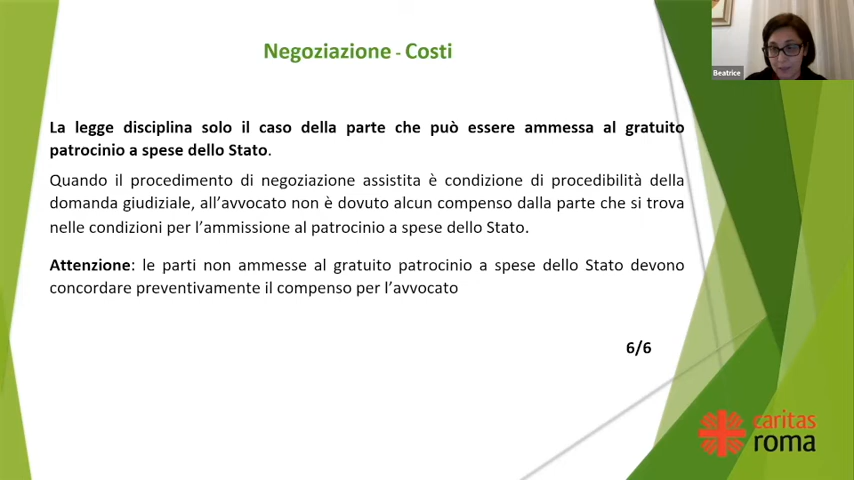 Negoziazione - Costi
Beatrice
La legge disciplina solo il caso della parte che può essere ammessa al gratuito
patrocinio a spese dello Stato.
Quando il procedimento di negoziazione assistita è condizione di procedibilità della
domanda giudiziale, all’avvocato non è dovuto alcun compenso dalla parte che si trova
nelle condizioni per l’ammissione al patrocinio a spese dello Stato.
Attenzione: le parti non ammesse al gratuito patrocinio a spese dello Stato devono
concordare preventivamente il compenso per l’avvocato
6/6
caritas
roma